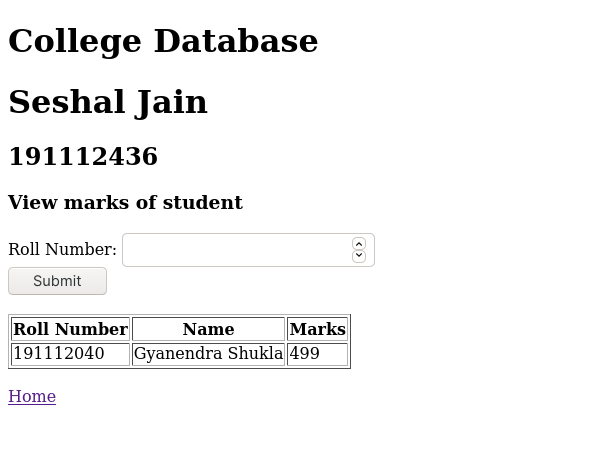 College Database
Seshal Jain
191112436
View marks of student
Roll Number:
Submit
Roll Number Name Marks
191112040 Gyanendra Shukla 499
Home